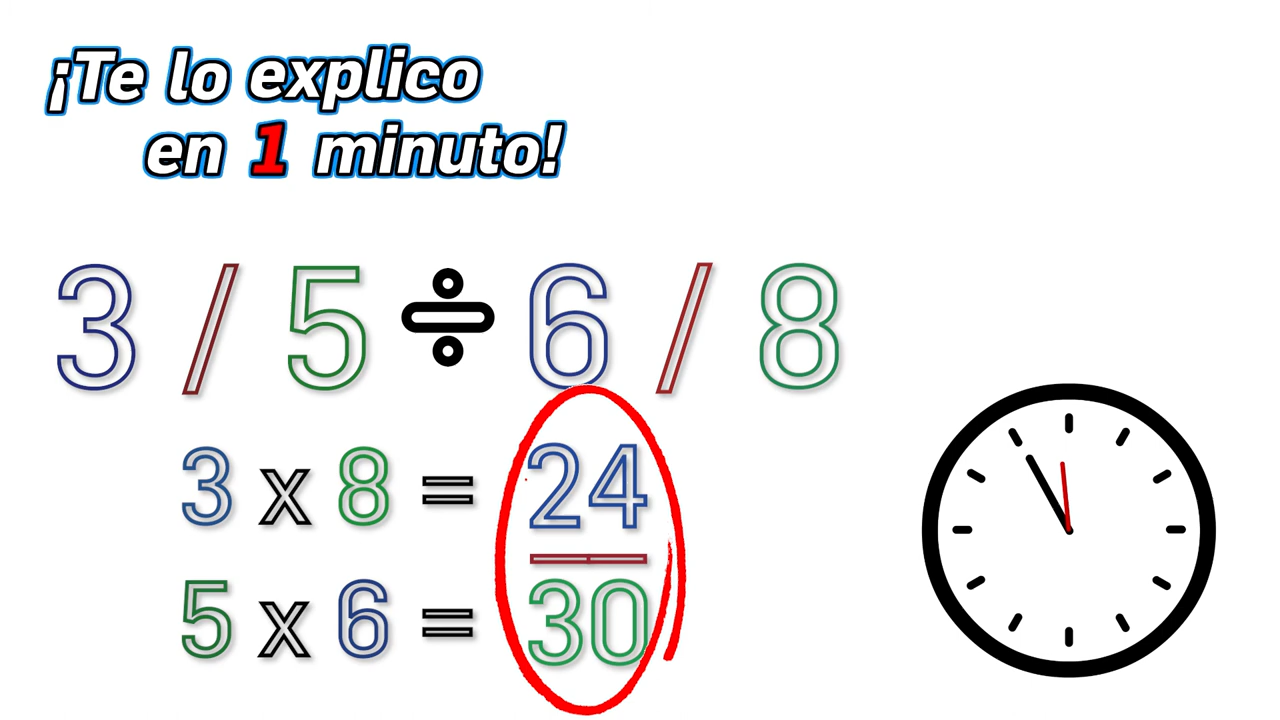 ¡Te lo explico
en 1 minuto!
3 / 5 ÷ 6 / 8
3 x 8 = 24
5 x 6 = 30